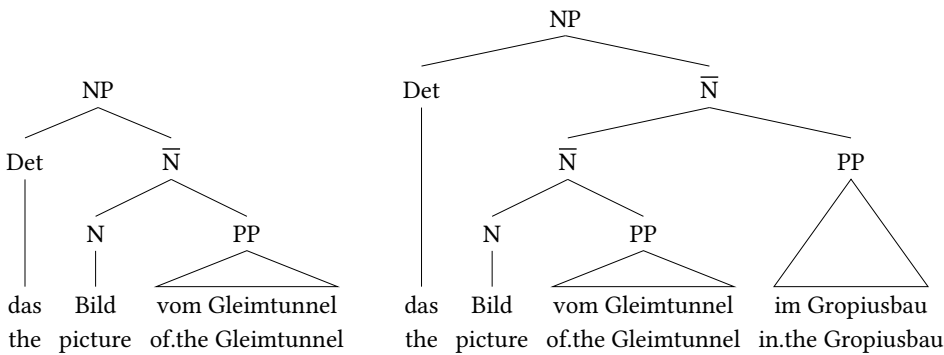 NP
NP
Det
N̅
Det
N̅
N̅
PP
N
PP
N
PP
das Bild vom Gleimtunnel das Bild vom Gleimtunnel im Gropiusbau
the picture of.the Gleimtunnel the picture of.the Gleimtunnel in.the Gropiusbau